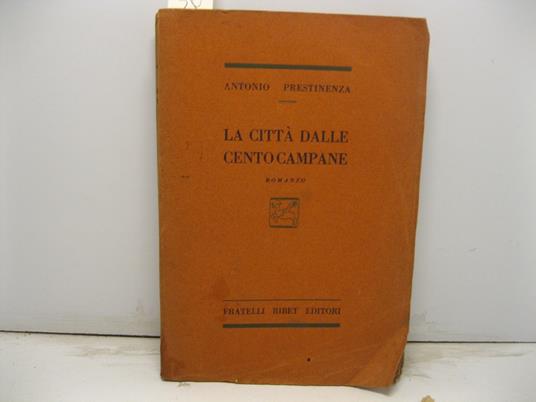 ANTONIO PRESTINENZA
LA CITTÀ DALLE
CENTO CAMPANE
ROMANZO
FRATELLI RIBET EDITORI